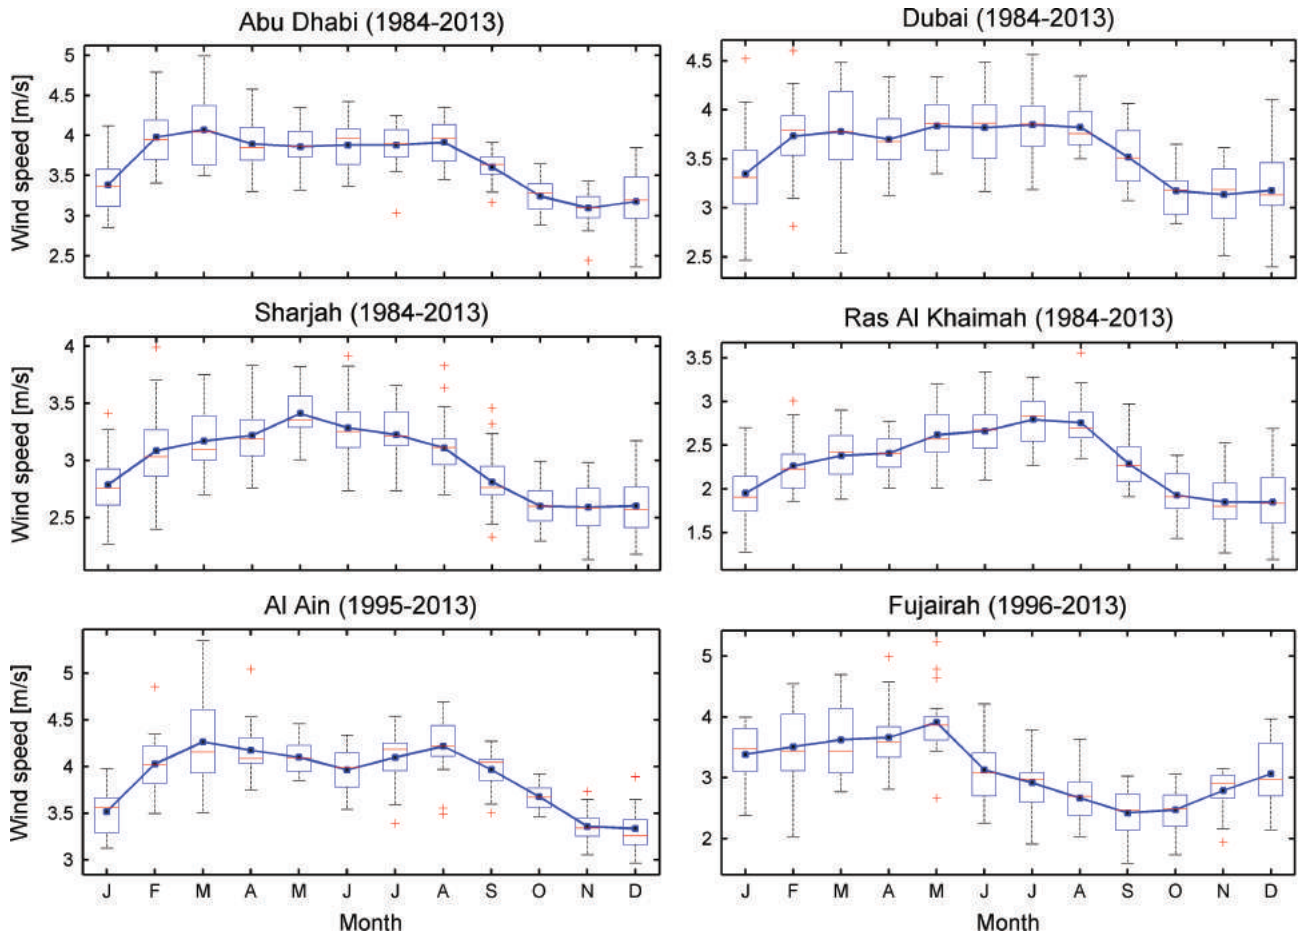 Abu Dhabi (1984-2013)
Wind speed [m/s]
5
4.5
4
3.5
3
2.5
Dubai (1984-2013)
4.5
4
3.5
3
2.5
Sharjah (1984-2013)
Wind speed [m/s]
4
3.5
3
2.5
Ras Al Khaimah (1984-2013)
3.5
3
2.5
2
1.5
Al Ain (1995-2013)
Wind speed [m/s]
5
4.5
4
3.5
3
J F M A M J J A S O N D
Month
Fujairah (1996-2013)
5
4
3
2
J F M A M J J A S O N D
Month